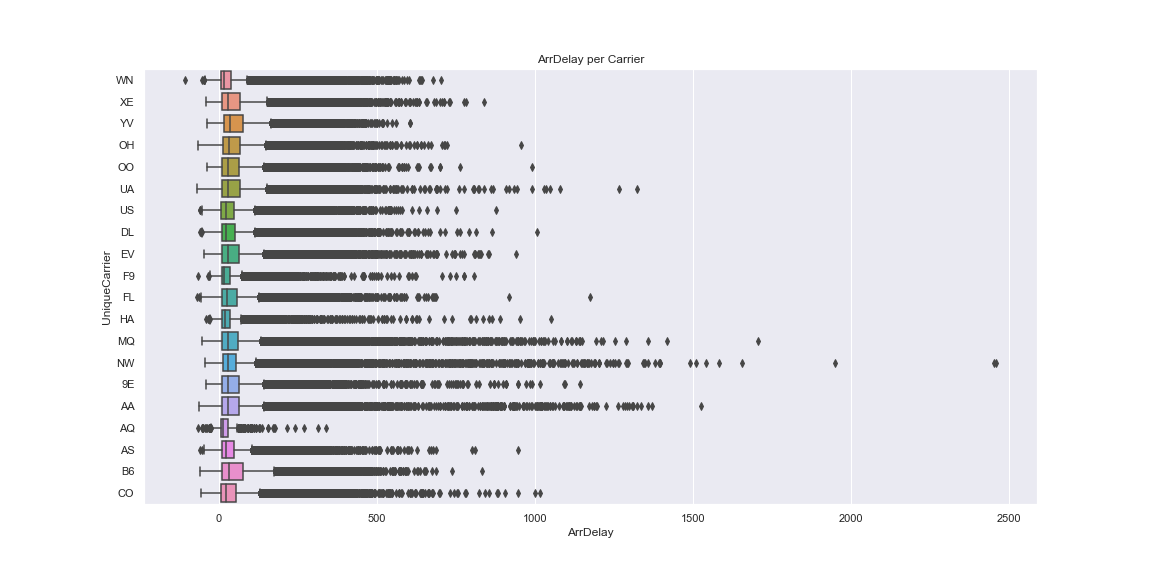 ArrDelay per Carrier
UniqueCarrier
WN
XE
YV
OH
OO
UA
US
DL
EV
F9
FL
HA
MQ
NW
9E
AA
AQ
AS
B6
CO
0 500 1000 1500 2000 2500
ArrDelay